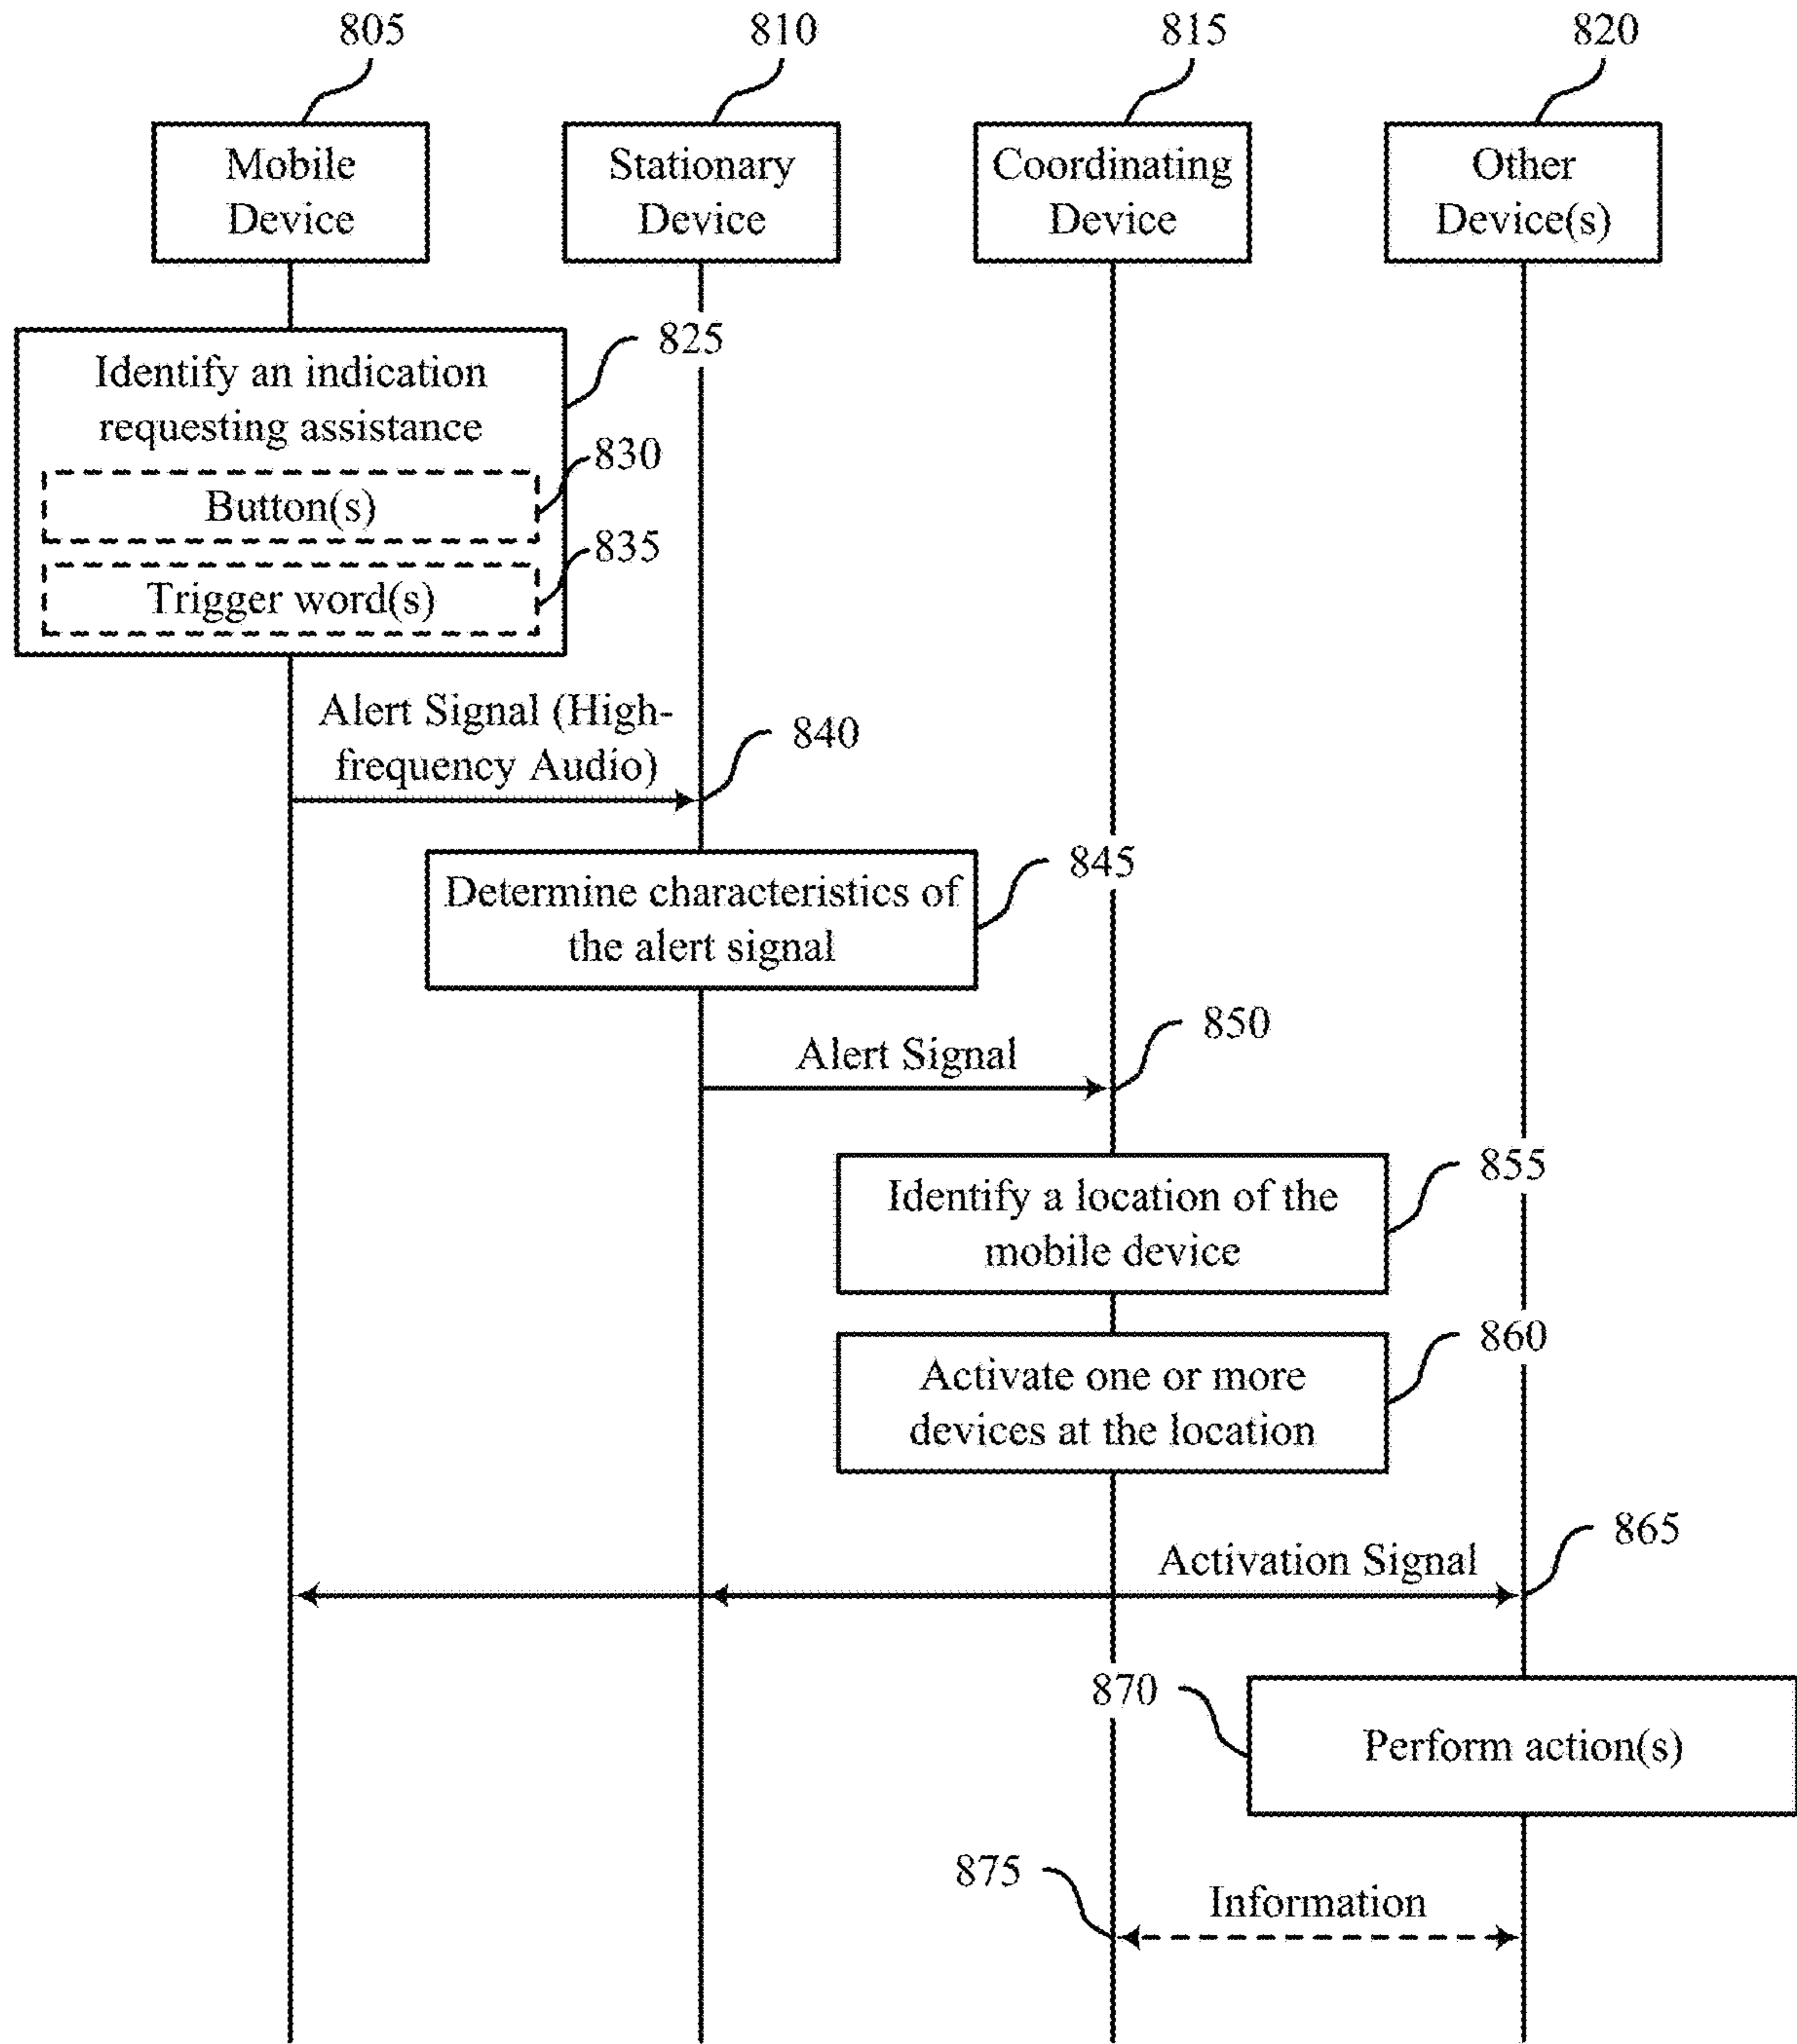 805
810
815
820
Mobile
Device
Stationary
Device
Coordinating
Device
Other
Device(s)
825
Identify an indication
requesting assistance
830
Button(s)
835
Trigger word(s)
Alert Signal (High-
frequency Audio)
840
845
Determine characteristics of
the alert signal
850
Alert Signal
855
Identify a location of the
mobile device
860
Activate one or more
devices at the location
865
Activation Signal
870
Perform action(s)
875
Information